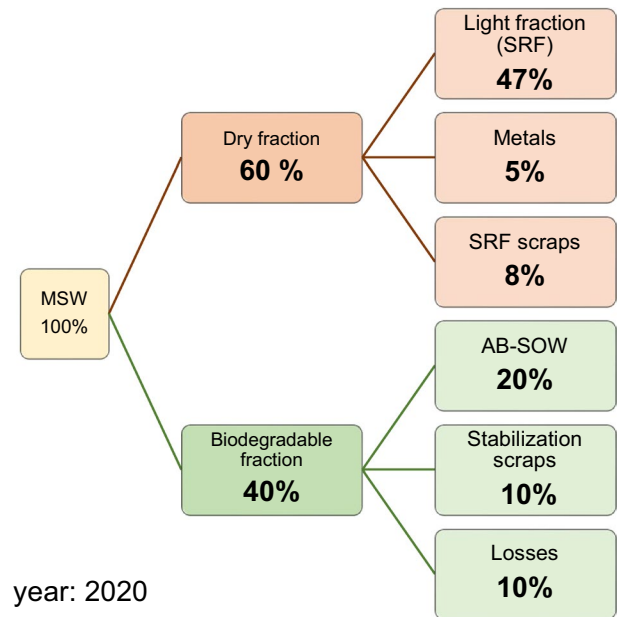 Light fraction
(SRF)
47%
Dry fraction
60 %
Metals
5%
SRF scraps
8%
MSW
100%
AB-SOW
20%
Biodegradable
fraction
40%
Stabilization
scraps
10%
Losses
10%
year: 2020